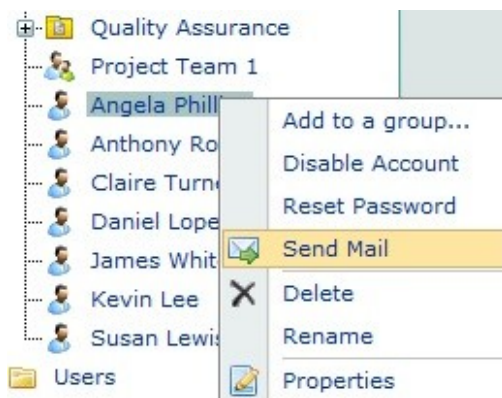 Quality Assurance
Project Team 1
Angela
Anthony
Claire
Daniel
James
Kevin Lee
Susan
Users
Add to a group...
Disable Account
Reset Password
Send Mail
Delete
Rename
Properties